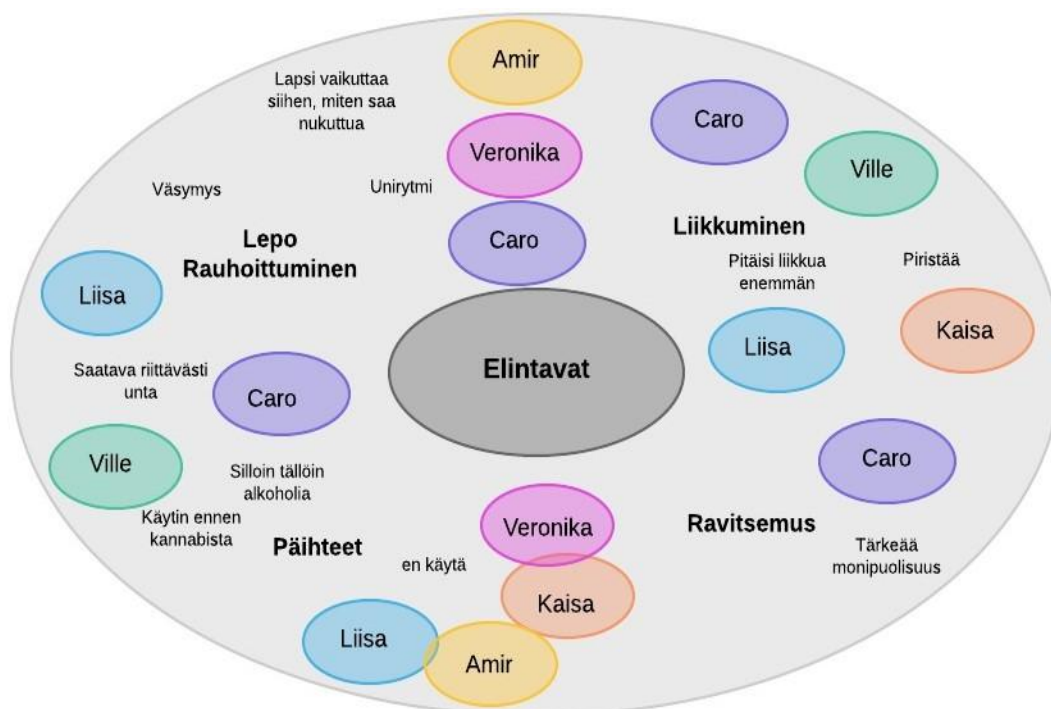 Amir
Lapsi vaikuttaa
siihen, miten saa
nukuttua
Caro
Veronika
Ville
Väsymys
Unirytmi
Lepo
Rauhoittuminen
Caro
Liikkuminen
Pitäisi liikkua
enemmän
Piristää
Liisa
Kaisa
Liisa
Elintavat
Saatava riittävästi
unta
Caro
Caro
Ville
Silloin tällöin
alkoholia
Käytin ennen
kannabista
Päihteet
Veronika
Ravitsemus
Tärkeää
monipuolisuus
en käytä
Kaisa
Liisa
Amir